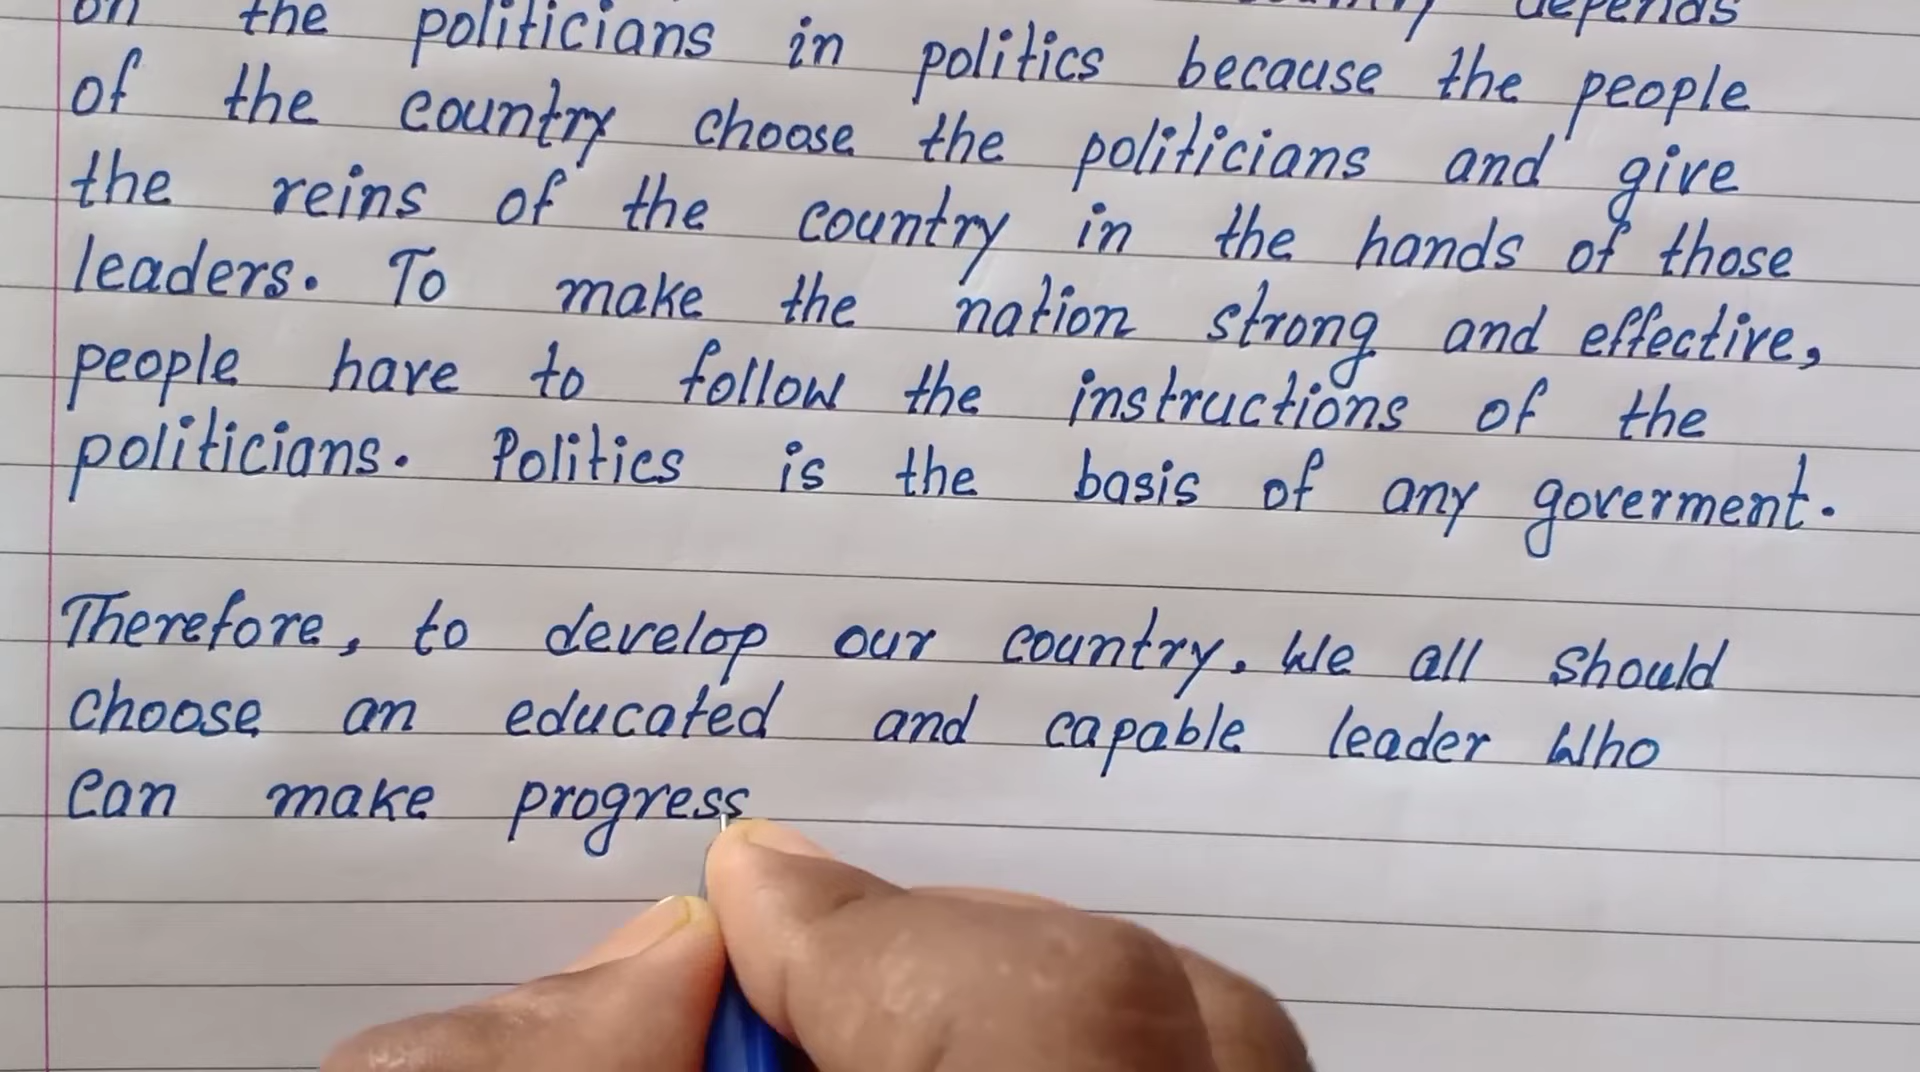 on the politicians in politics because the people depends
of the country choose the politicians and give
the reins of the country in the hands of those
leaders. To make the nation strong and effective,
people have to follow the instructions of the
politicians. Politics is the basis of any goverment.
Therefore, to develop our country. We all should
choose an educated and capable leader who
can make progress